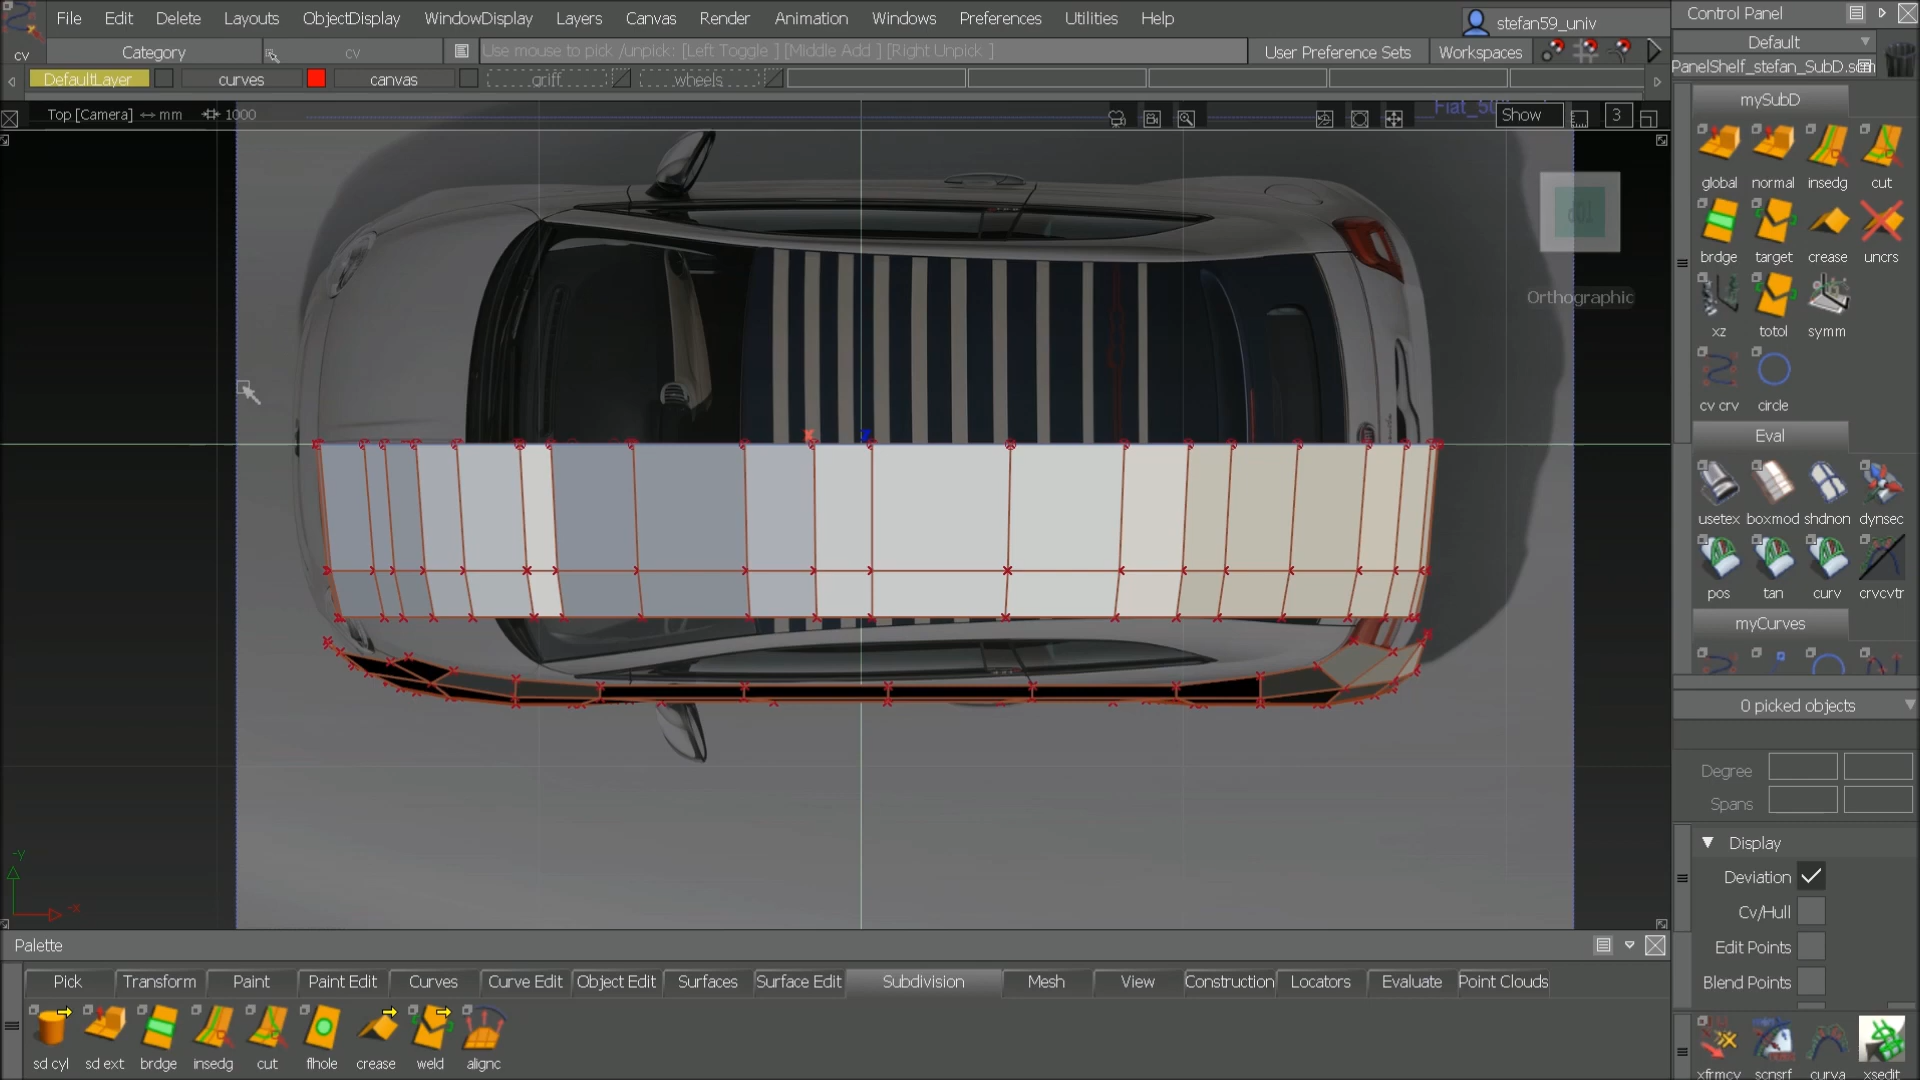 File Edit Delete Layouts ObjectDisplay WindowDisplay Layers Canvas Render Animation Windows Preferences Utilities Help
stefan59_univ
Control Panel
cv
Category
cv
Use mouse to pick /unpick: [Left Toggle ] [Middle Add ] [Right Unpick ]
User Preference Sets
Workspaces
Default
DefaultLayer
curves
canvas
griff
wheels
Top [Camera] mm 1000
Show
3
Orthographic
mySubD
global normal insedg cut
brdge target crease uncrs
xz totol symm
cv crv circle
Eval
usetex boxmod shdnon dynsec
pos tan curv crvcvtr
myCurves
0 picked objects
Degree
Spans
Display
Deviation
Cv/Hull
Edit Points
Blend Points
xfrmcv scnsrf curva xsedit
-y
-x
Palette
Pick Transform Paint Paint Edit Curves Curve Edit Object Edit Surfaces Surface Edit Subdivision Mesh View Construction Locators Evaluate Point Clouds
sd cyl sd ext brdge insedg cut flhole crease weld alignc